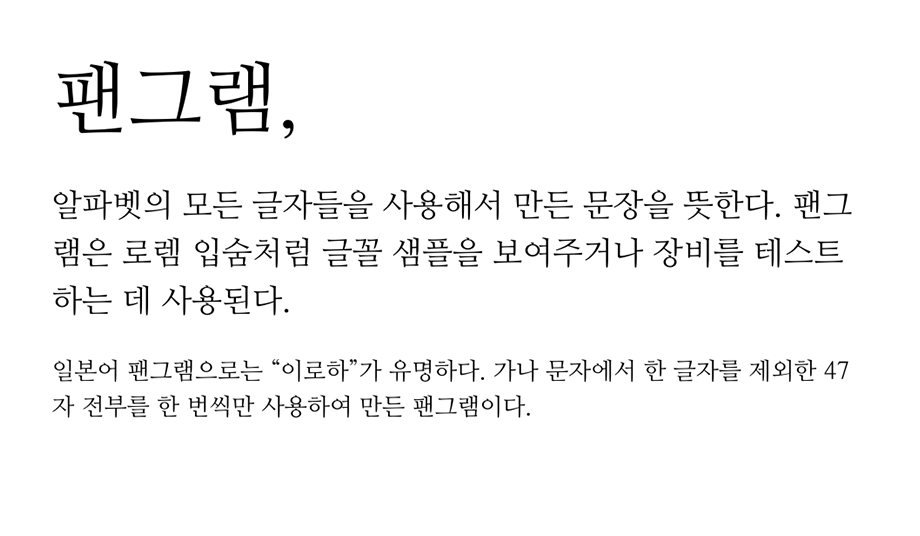 팬그램,
알파벳의 모든 글자들을 사용해서 만든 문장을 뜻한다. 팬그
램은 로렘 입숨처럼 글꼴 샘플을 보여주거나 장비를 테스트
하는 데 사용된다.
일본어 팬그램으로는 “이로하”가 유명하다. 가나 문자에서 한 글자를 제외한 47
자 전부를 한 번씩만 사용하여 만든 팬그램이다.